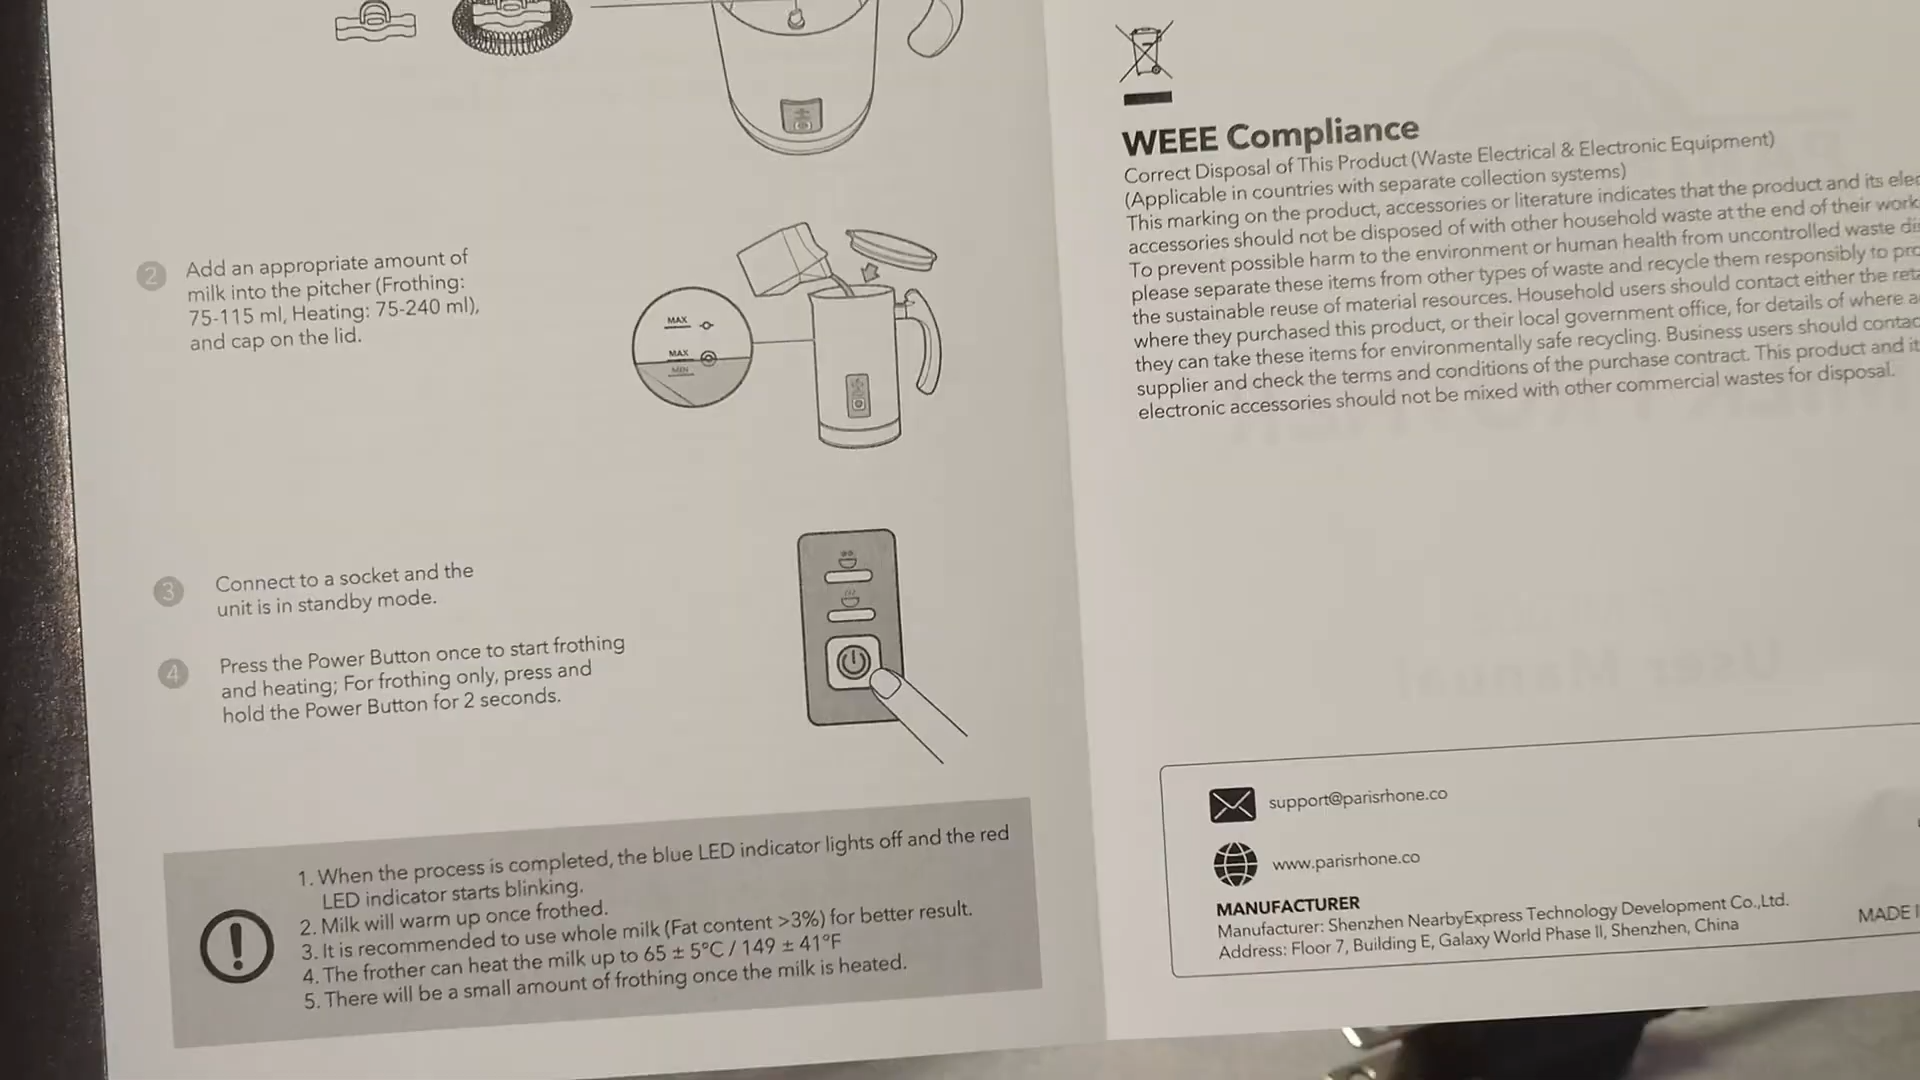 2
Add an appropriate amount of
milk into the pitcher (Frothing:
75-115 ml, Heating: 75-240 ml),
and cap on the lid.
MAX
MAX
MIN
3
Connect to a socket and the
unit is in standby mode.
4
Press the Power Button once to start frothing
and heating; For frothing only, press and
hold the Power Button for 2 seconds.
1. When the process is completed, the blue LED indicator lights off and the red
LED indicator starts blinking.
2. Milk will warm up once frothed.
3. It is recommended to use whole milk (Fat content >3%) for better result.
4. The frother can heat the milk up to 65 ± 5°C / 149 ± 41°F
5. There will be a small amount of frothing once the milk is heated.
WEEE Compliance
Correct Disposal of This Product (Waste Electrical & Electronic Equipment)
(Applicable in countries with separate collection systems)
This marking on the product, accessories or literature indicates that the product and its elec
accessories should not be disposed of with other household waste at the end of their work
To prevent possible harm to the environment or human health from uncontrolled waste dis
please separate these items from other types of waste and recycle them responsibly to pro
the sustainable reuse of material resources. Household users should contact either the reta
where they purchased this product, or their local government office, for details of where a
they can take these items for environmentally safe recycling. Business users should contac
supplier and check the terms and conditions of the purchase contract. This product and it
electronic accessories should not be mixed with other commercial wastes for disposal.
User Manual
support@parisrhone.co
www.parisrhone.co
MANUFACTURER
Manufacturer: Shenzhen NearbyExpress Technology Development Co.,Ltd.
Address: Floor 7, Building E, Galaxy World Phase II, Shenzhen, China
MADE I